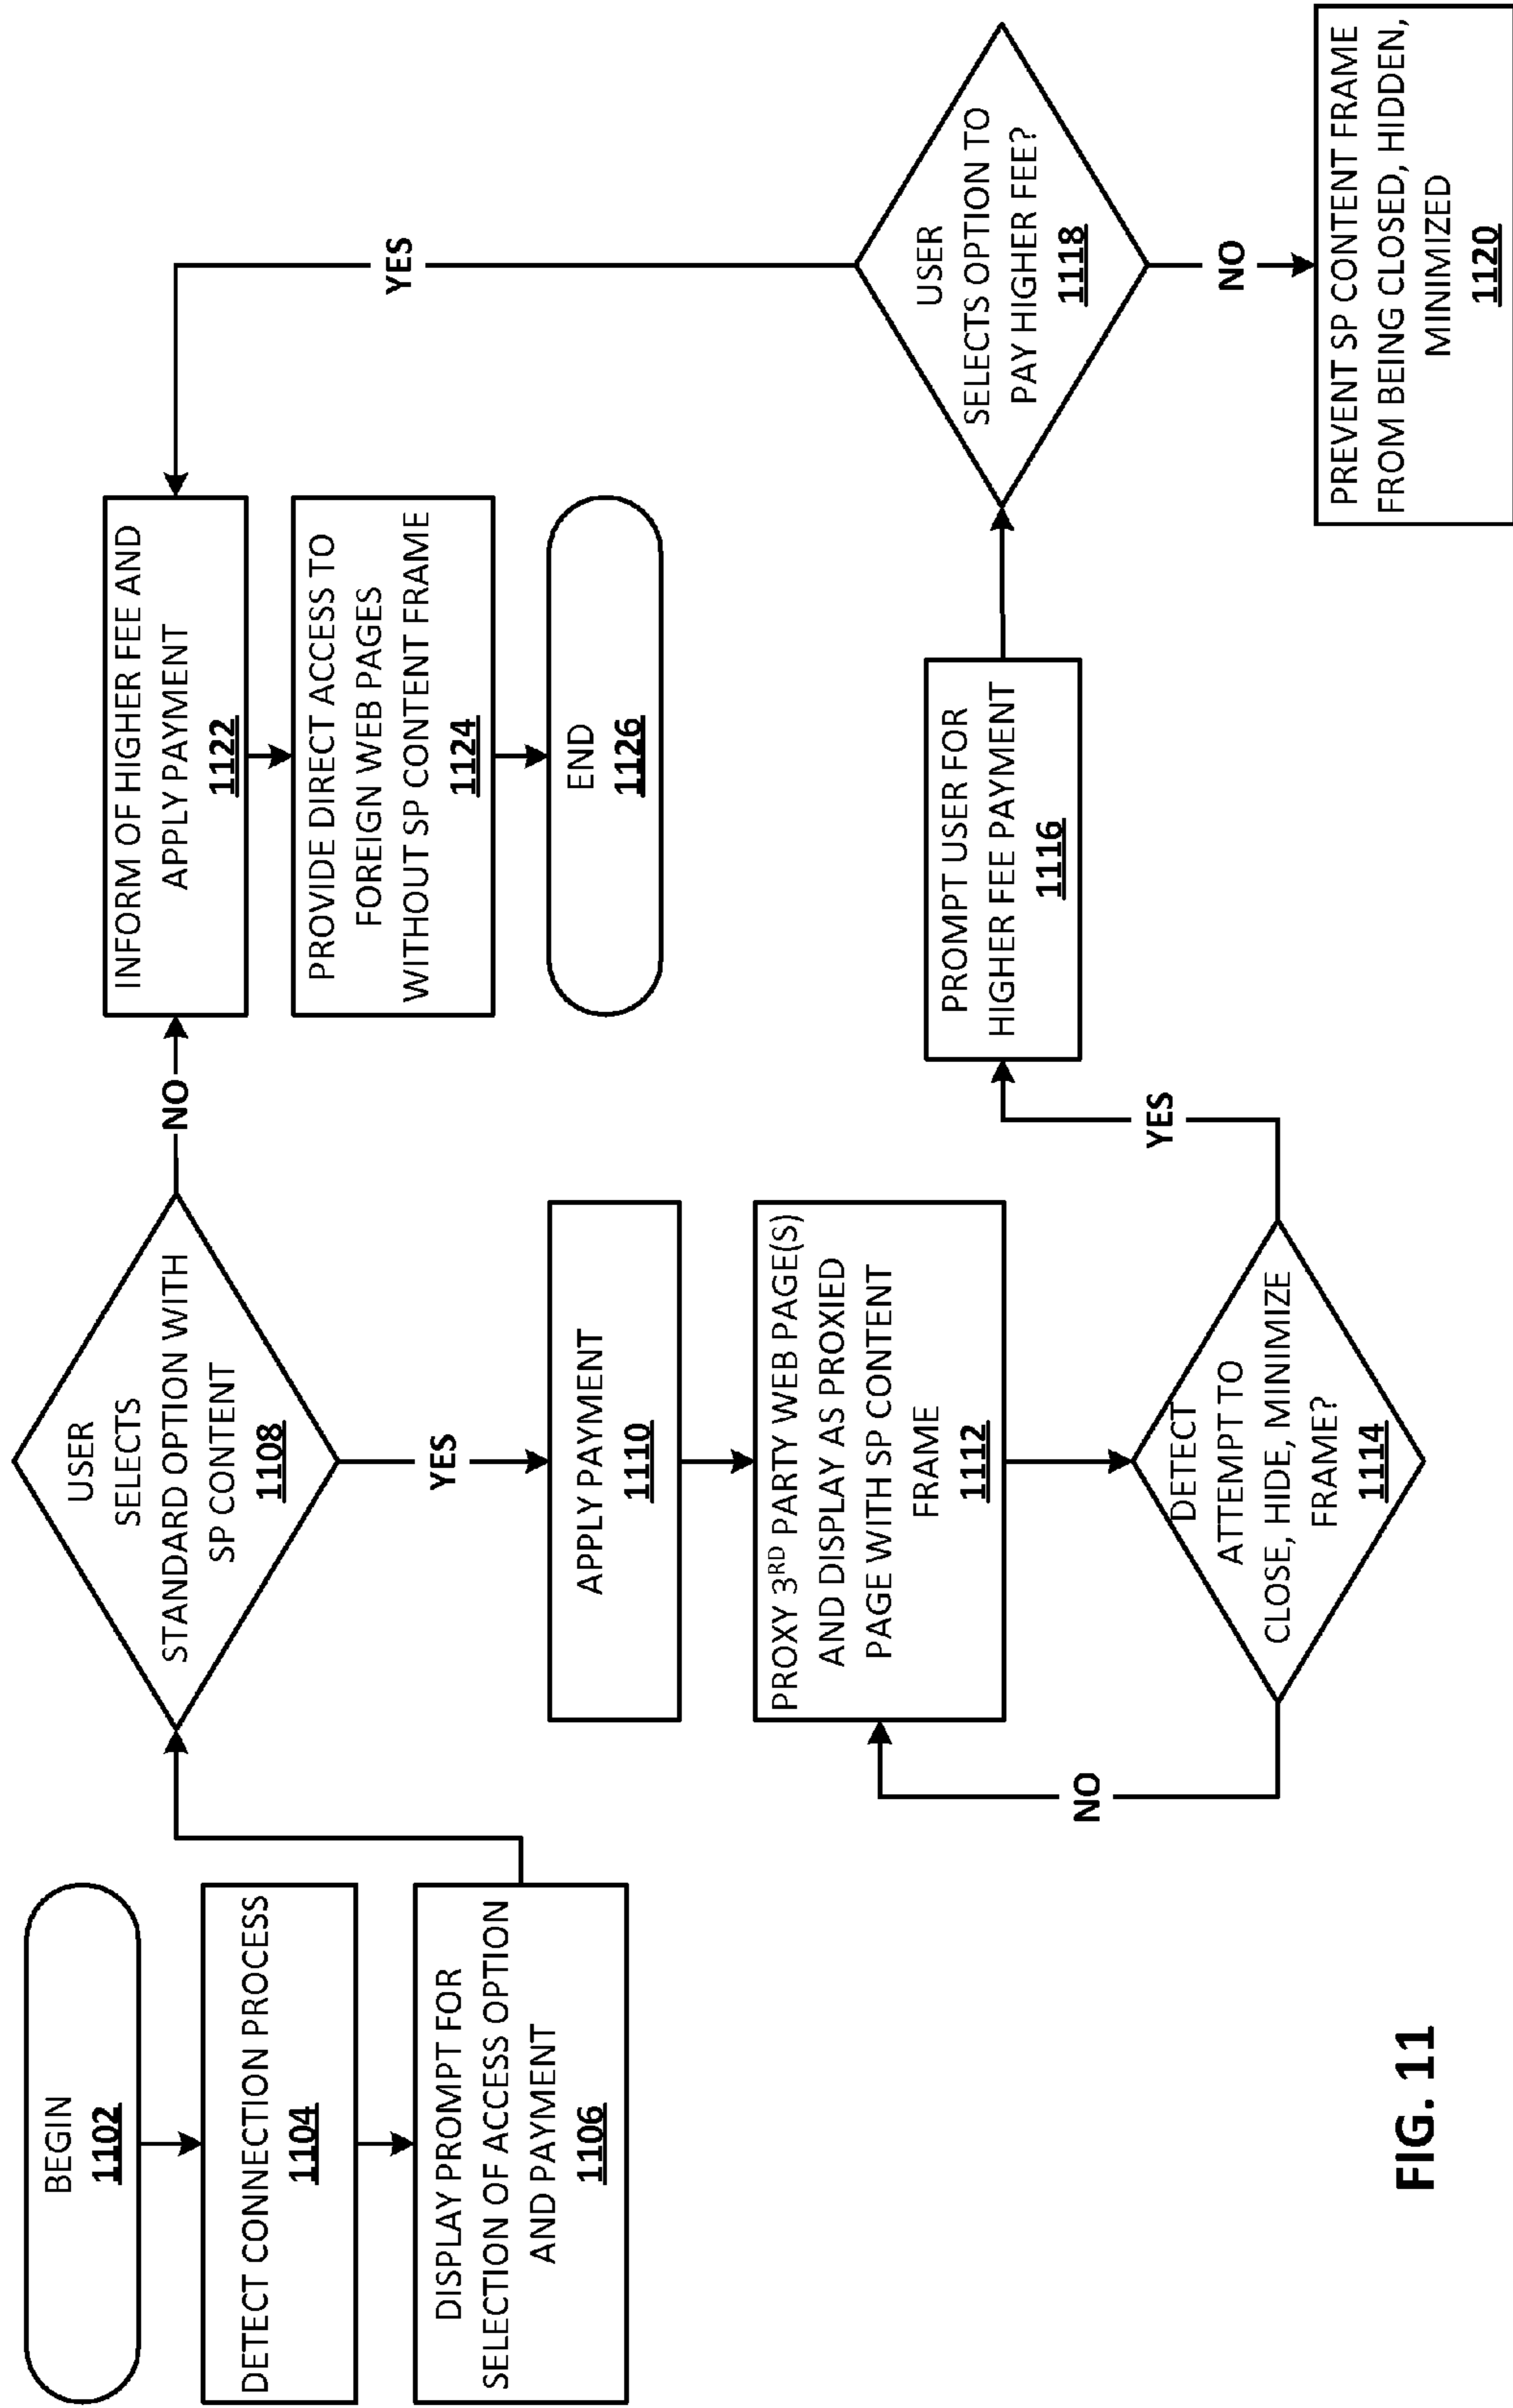 BEGIN
1102
DETECT CONNECTION PROCESS
1104
DISPLAY PROMPT FOR
SELECTION OF ACCESS OPTION
AND PAYMENT
1106
USER
SELECTS
STANDARD OPTION WITH
SP CONTENT
1108
NO
YES
APPLY PAYMENT
1110
PROXY 3RD PARTY WEB PAGE(S)
AND DISPLAY AS PROXIED
PAGE WITH SP CONTENT
FRAME
1112
DETECT
ATTEMPT TO
CLOSE, HIDE, MINIMIZE
FRAME?
1114
NO
YES
PROMPT USER FOR
HIGHER FEE PAYMENT
1116
USER
SELECTS OPTION TO
PAY HIGHER FEE?
1118
YES
NO
PREVENT SP CONTENT FRAME
FROM BEING CLOSED, HIDDEN,
MINIMIZED
1120
INFORM OF HIGHER FEE AND
APPLY PAYMENT
1122
PROVIDE DIRECT ACCESS TO
FOREIGN WEB PAGES
WITHOUT SP CONTENT FRAME
1124
END
1126
FIG. 11